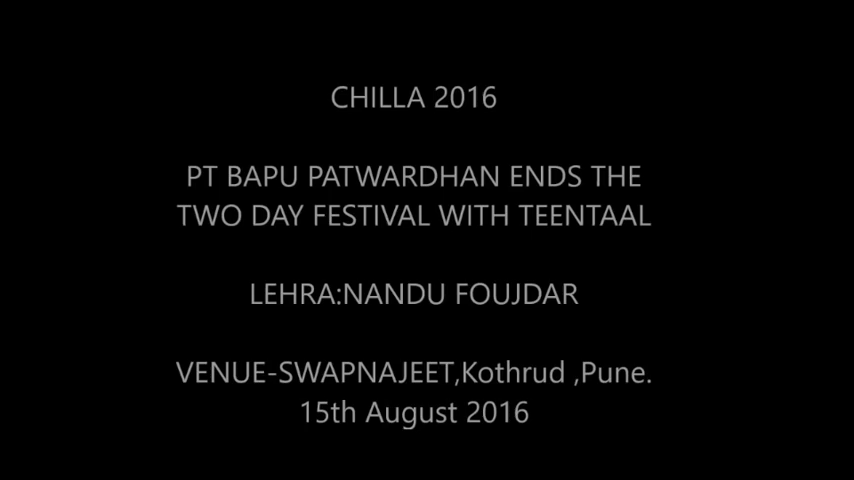 CHILLA 2016
PT BAPU PATWARDHAN ENDS THE
TWO DAY FESTIVAL WITH TEENTAAL
LEHRA:NANDU FOUJDAR
VENUE-SWAPNAJEET,Kothrud ,Pune.
15th August 2016